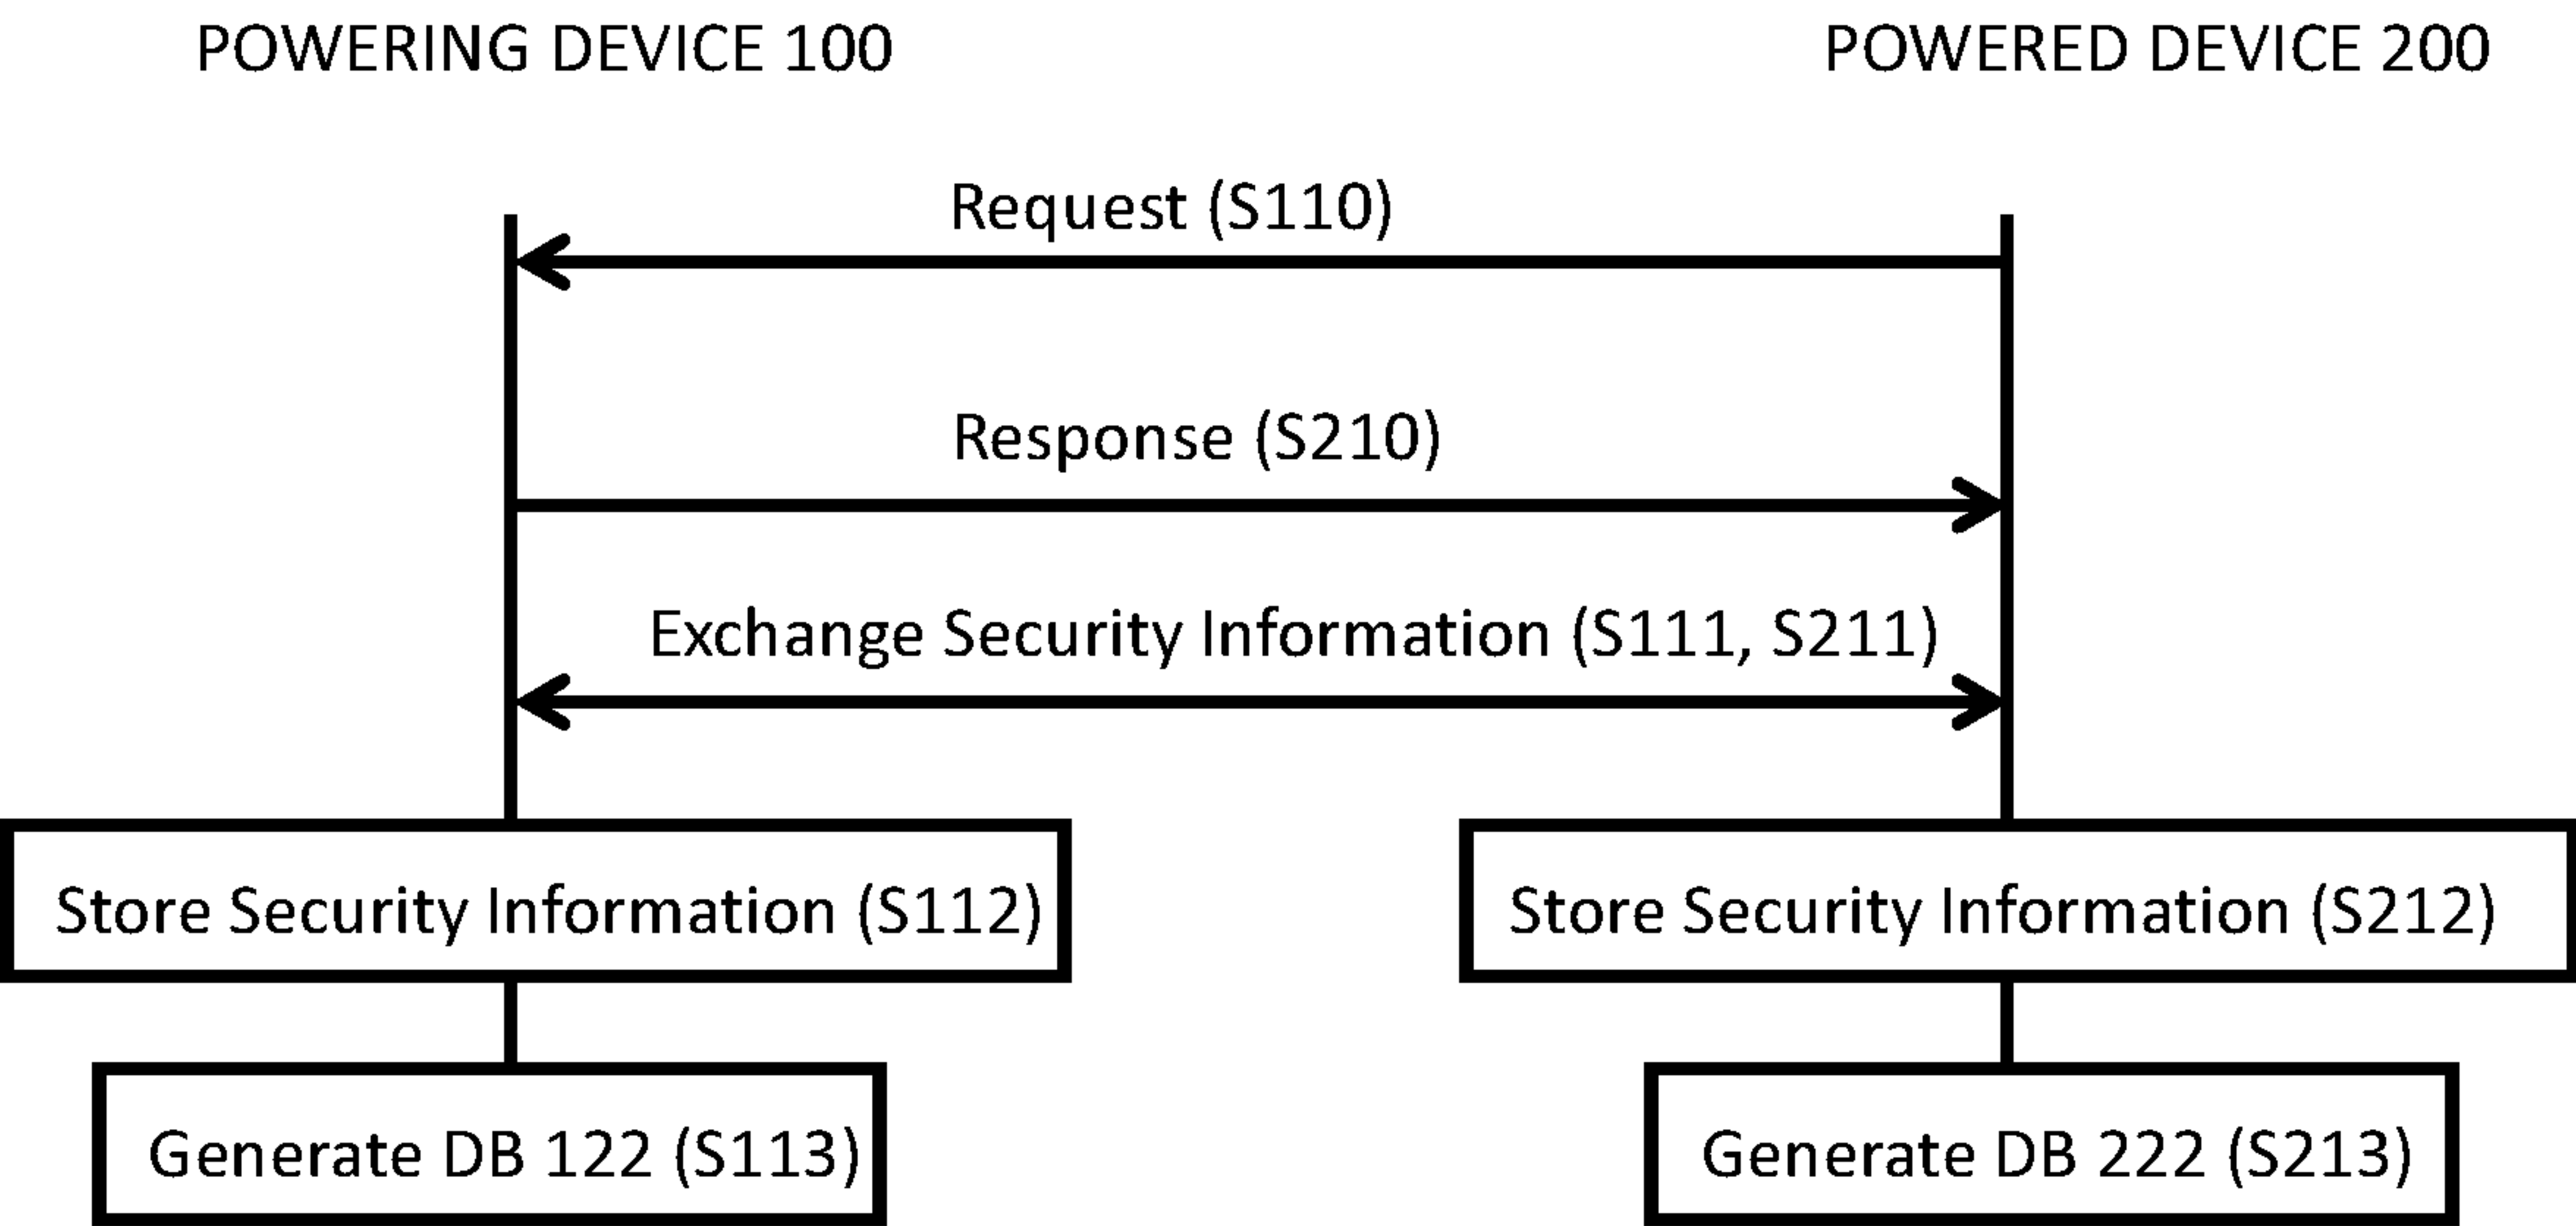 POWERING DEVICE 100
POWERED DEVICE 200
Request (S110)
Response (S210)
Exchange Security Information (S111, S211)
Store Security Information (S112)
Store Security Information (S212)
Generate DB 122 (S113)
Generate DB 222 (S213)